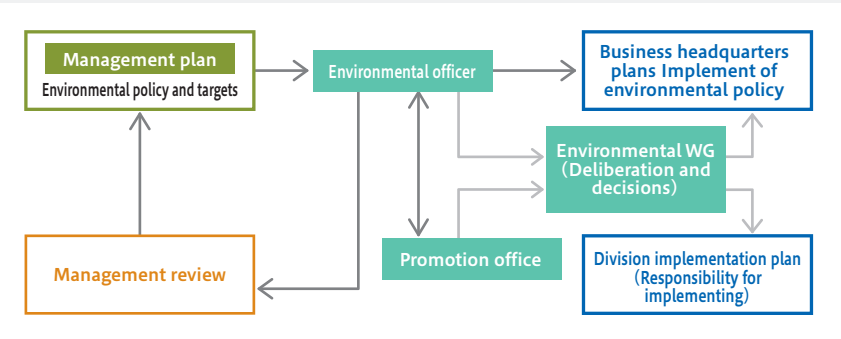 Management plan
Environmental policy and targets
Environmental officer
Business headquarters
plans Implement of
environmental policy
Environmental WG
(Deliberation and
decisions)
Management review
Promotion office
Division implementation plan
(Responsibility for
implementing)